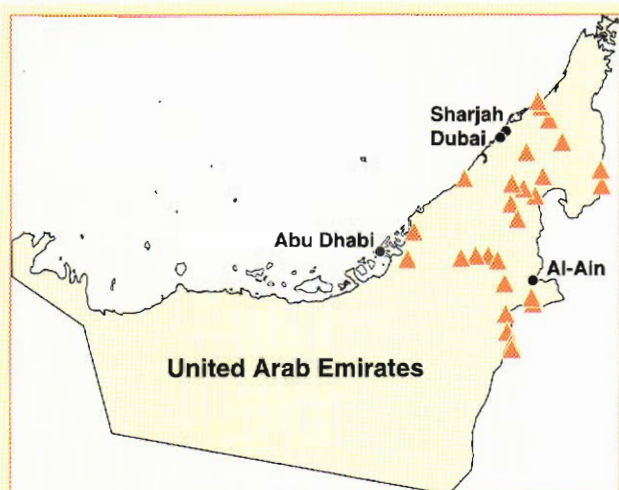 Sharjah
Dubai
Abu Dhabi
Al-Ain
United Arab Emirates